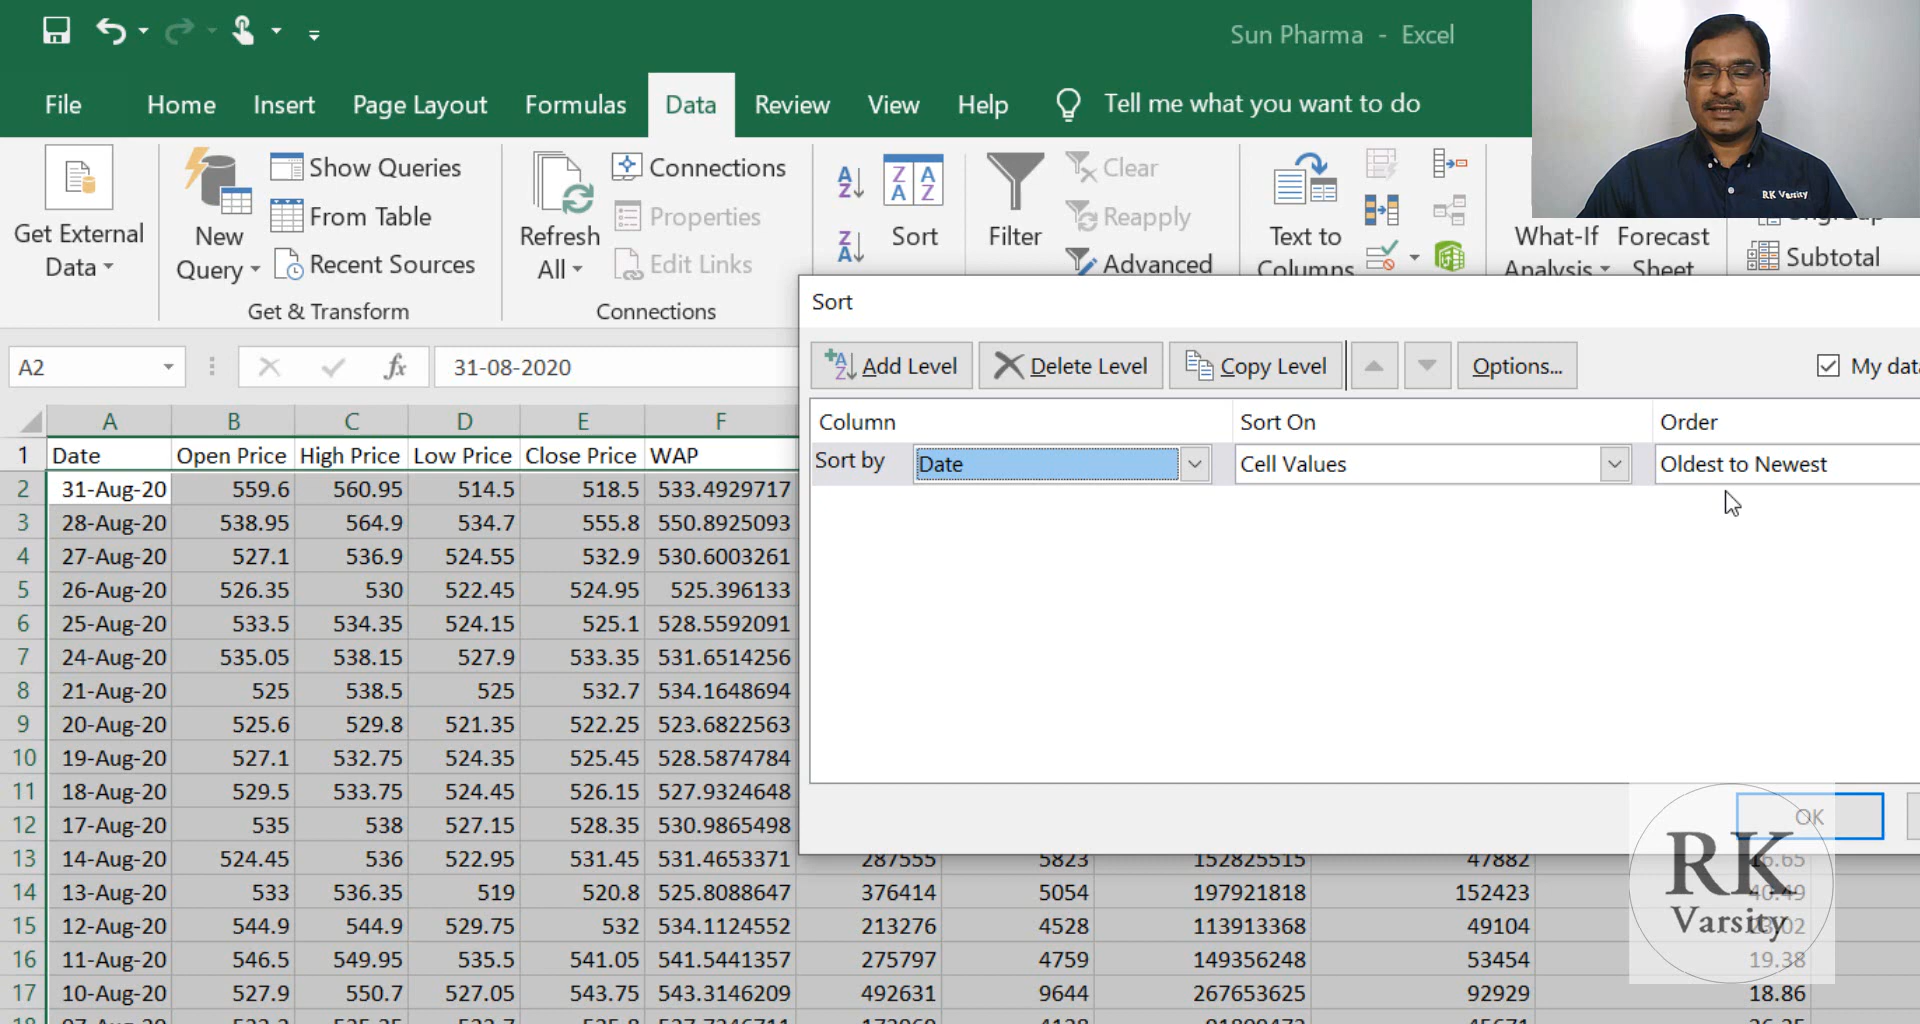 Sun Pharma - Excel
File Home Insert Page Layout Formulas Data Review View Help Tell me what you want to do
RK Varsity
Get External Data
New Query
Show Queries
From Table
Recent Sources
Get & Transform
Refresh All
Connections
Properties
Edit Links
Connections
Sort
Filter
Clear
Reapply
Advanced
Text to Columns
What-If Analysis
Forecast Sheet
Subtotal
A2 fx 31-08-2020
Sort
Add Level Delete Level Copy Level Options... My
Column Sort On Order
Sort by Date Cell Values Oldest to Newest
OK
A B C D E F
1 Date Open Price High Price Low Price Close Price WAP
2 31-Aug-20 559.6 560.95 514.5 518.5 533.4929717
3 28-Aug-20 538.95 564.9 534.7 555.8 550.8925093
4 27-Aug-20 527.1 536.9 524.55 532.9 530.6003261
5 26-Aug-20 526.35 530 522.45 524.95 525.396133
6 25-Aug-20 533.5 534.35 524.15 525.1 528.5592091
7 24-Aug-20 535.05 538.15 527.9 533.35 531.6514256
8 21-Aug-20 525 538.5 525 532.7 534.1648694
9 20-Aug-20 525.6 529.8 521.35 522.25 523.6822563
10 19-Aug-20 527.1 532.75 524.35 525.45 528.5874784
11 18-Aug-20 529.5 533.75 524.45 526.15 527.9324648
12 17-Aug-20 535 538 527.15 528.35 530.9865498
13 14-Aug-20 524.45 536 522.95 531.45 531.4653371 287555 5823 152825515 47882
14 13-Aug-20 533 536.35 519 520.8 525.8088647 376414 5054 197921818 152423 40.49
15 12-Aug-20 544.9 544.9 529.75 532 534.1124552 213276 4528 113913368 49104
16 11-Aug-20 546.5 549.95 535.5 541.05 541.5441357 275797 4759 149356248 53454 19.38
17 10-Aug-20 527.9 550.7 527.05 543.75 543.3146209 492631 9644 267653625 92929 18.86
RK
Varsity